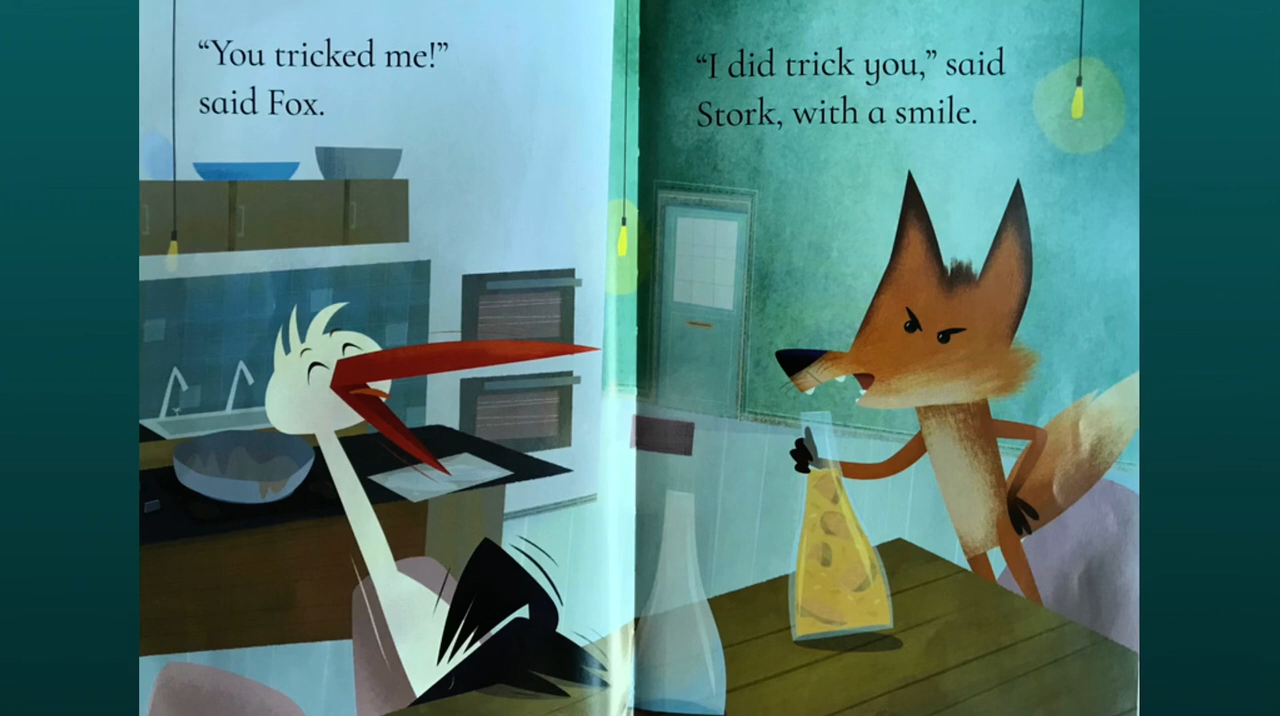 “You tricked me!”
said Fox.
“I did trick you,” said
Stork, with a smile.